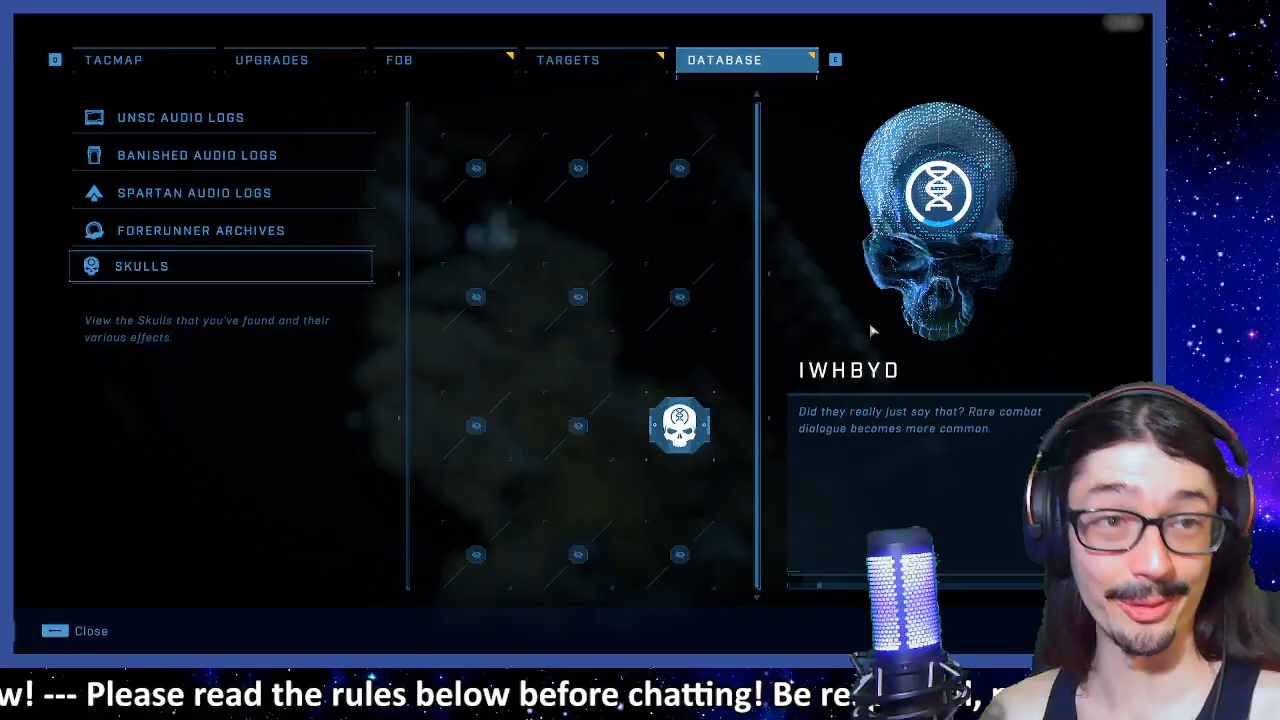 Q TACMAP UPGRADES FOB TARGETS DATABASE E
UNSC AUDIO LOGS
BANISHED AUDIO LOGS
SPARTAN AUDIO LOGS
FORERUNNER ARCHIVES
SKULLS
View the Skulls that you've found and their
various effects.
IWHBYD
Did they really just say that? Rare combat
dialogue becomes more common.
Close
w! --- Please read the rules below before chatting! Be re